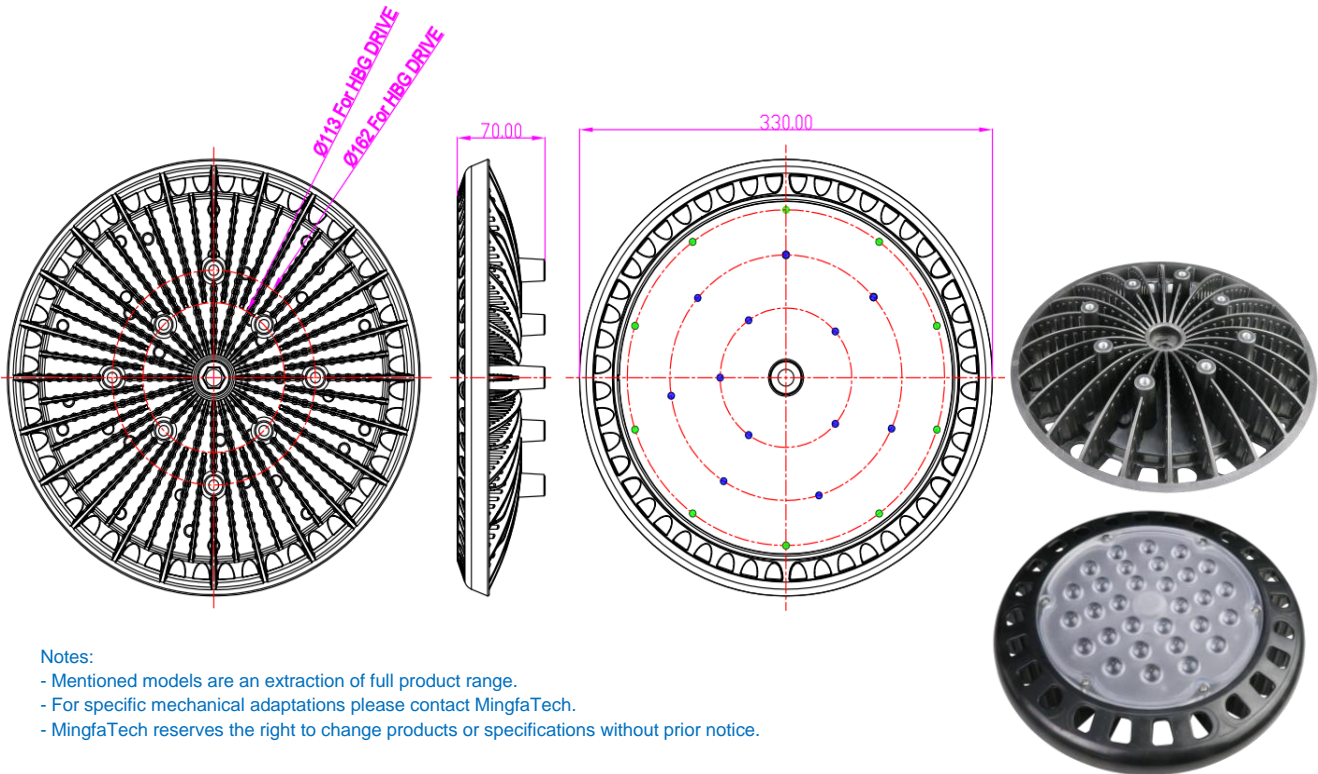 Ø113 For HBG DRIVE
Ø162 For HBG DRIVE
70.00
330.00
Notes:
- Mentioned models are an extraction of full product range.
- For specific mechanical adaptations please contact MingfaTech.
- MingfaTech reserves the right to change products or specifications without prior notice.